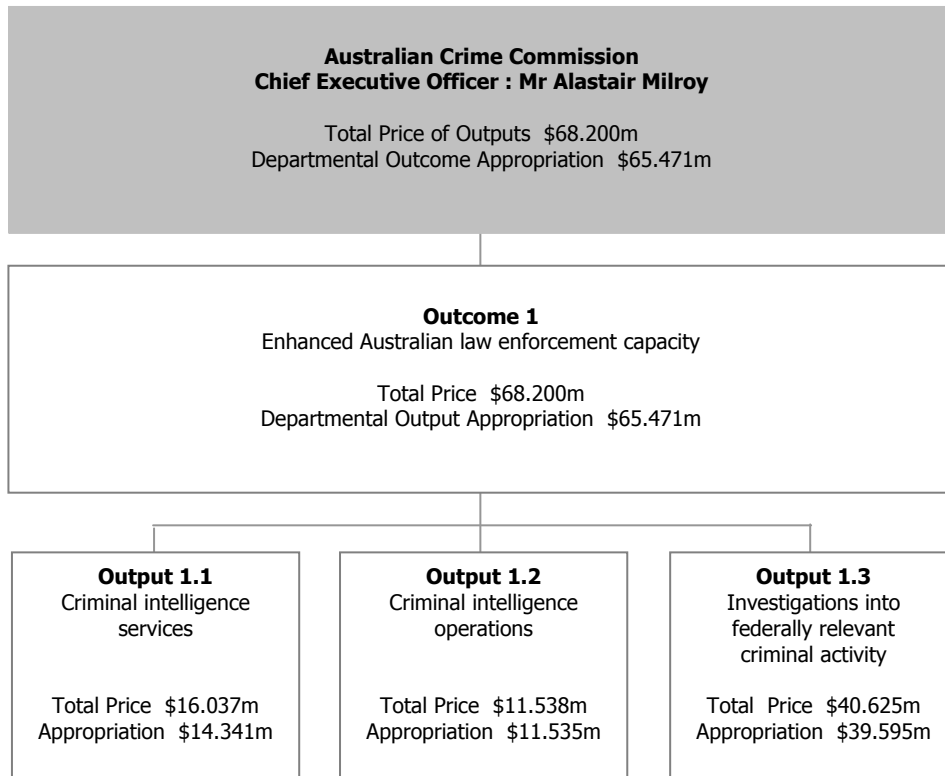 Australian Crime Commission
Chief Executive Officer : Mr Alastair Milroy
Total Price of Outputs $68.200m
Departmental Outcome Appropriation $65.471m
Outcome 1
Enhanced Australian law enforcement capacity
Total Price $68.200m
Departmental Output Appropriation $65.471m
Output 1.1
Criminal intelligence
services
Total Price $16.037m
Appropriation $14.341m
Output 1.2
Criminal intelligence
operations
Total Price $11.538m
Appropriation $11.535m
Output 1.3
Investigations into
federally relevant
criminal activity
Total Price $40.625m
Appropriation $39.595m